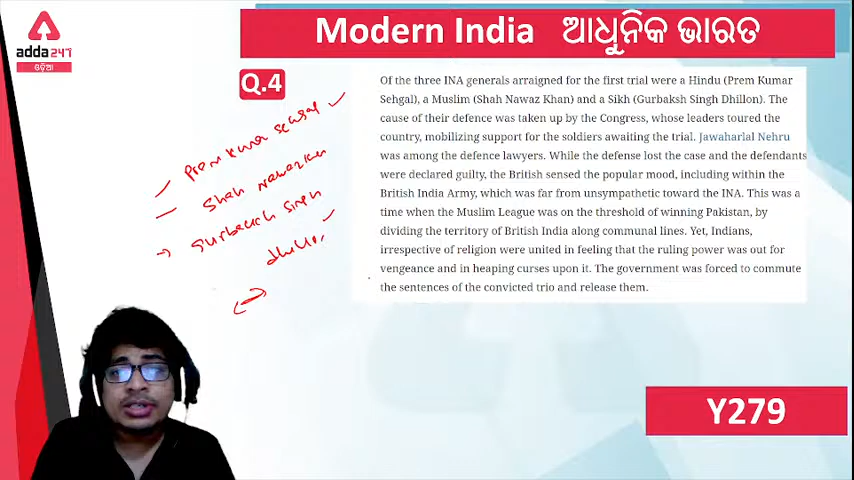 adda247
ଓଡ଼ିଆ
Modern India ଆଧୁନିକ ଭାରତ
Q.4
Of the three INA generals arraigned for the first trial were a Hindu (Prem Kumar
Sehgal), a Muslim (Shah Nawaz Khan) and a Sikh (Gurbaksh Singh Dhillon). The
cause of their defence was taken up by the Congress, whose leaders toured the
country, mobilizing support for the soldiers awaiting the trial. Jawaharlal Nehru
was among the defence lawyers. While the defense lost the case and the defendants
were declared guilty, the British sensed the popular mood, including within the
British India Army, which was far from unsympathetic toward the INA. This was a
time when the Muslim League was on the threshold of winning Pakistan, by
dividing the territory of British India along communal lines. Yet, Indians,
irrespective of religion were united in feeling that the ruling power was out for
vengeance and in heaping curses upon it. The government was forced to commute
the sentences of the convicted trio and release them.
Prem Kumar Sehgal
Shah Nawaz
Singh
Y279